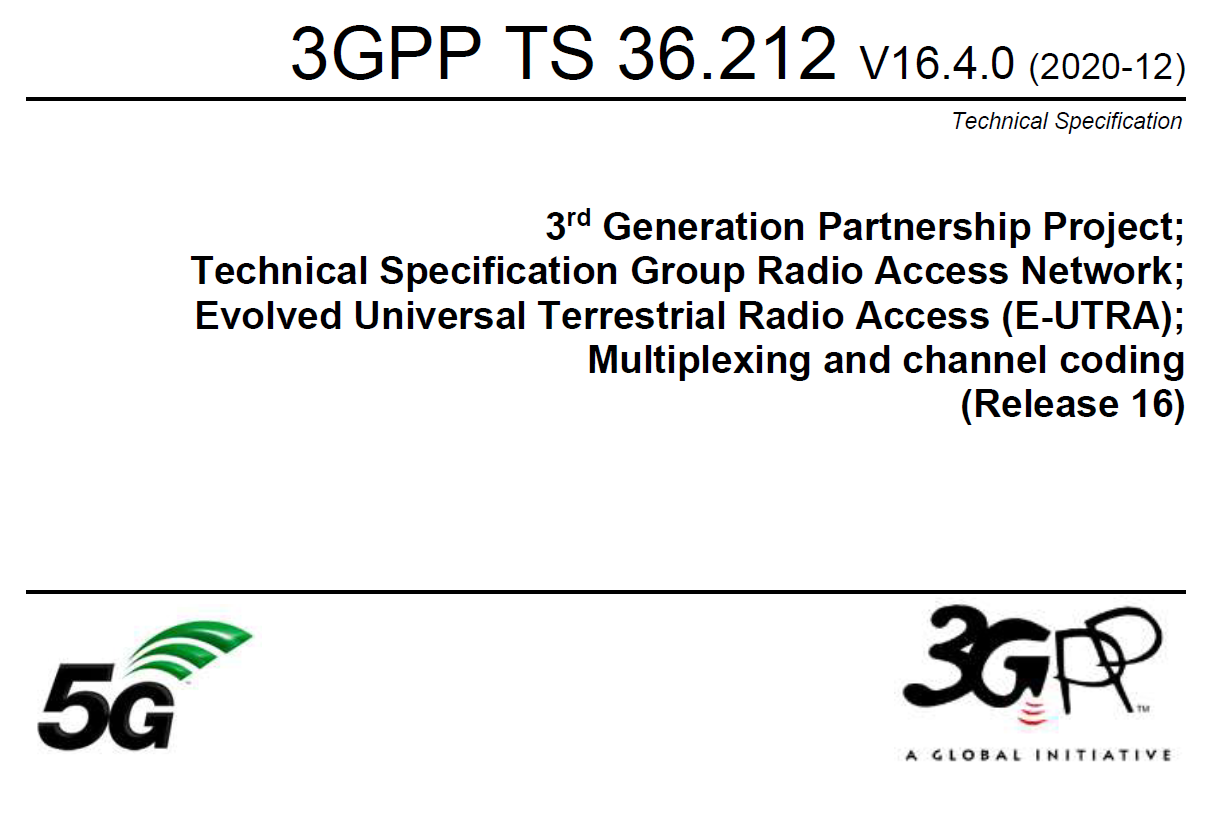 3GPP TS 36.212 V16.4.0 (2020-12)
Technical Specification
3rd Generation Partnership Project;
Technical Specification Group Radio Access Network;
Evolved Universal Terrestrial Radio Access (E-UTRA);
Multiplexing and channel coding
(Release 16)
5G
3GPP TM
A GLOBAL INITIATIVE